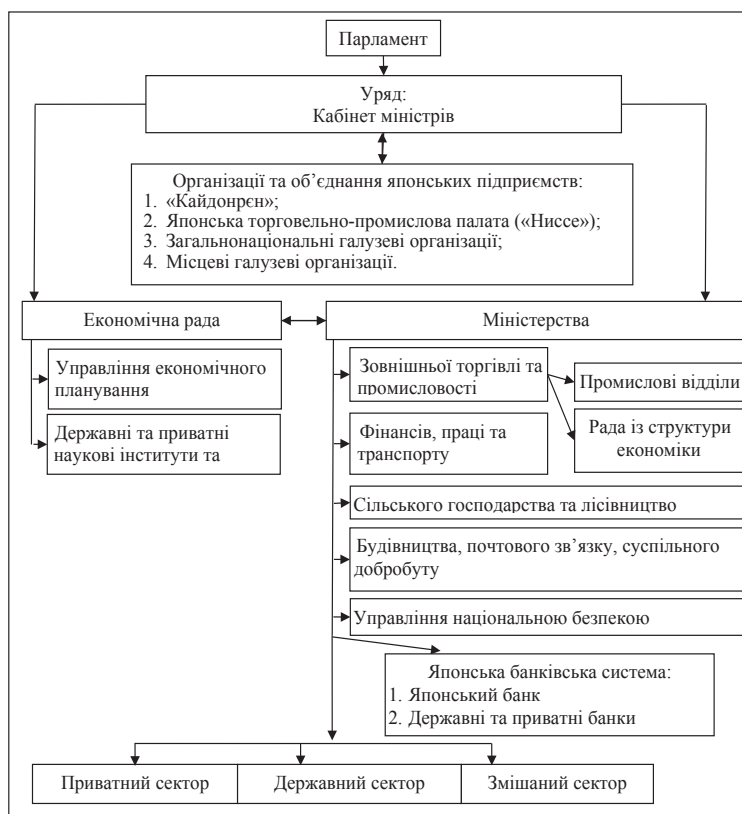 Парламент
Уряд:
Кабінет міністрів
Організації та об’єднання японських підприємств:
1. «Кайдонрєн»;
2. Японська торговельно-промислова палата («Ниссе»);
3. Загальнонаціональні галузеві організації;
4. Місцеві галузеві організації.
Економічна рада
Міністерства
Управління економічного
планування
Державні та приватні
наукові інститути та
Зовнішньої торгівлі та
промисловості
Промислові відділи
Рада із структури
економіки
Фінансів, праці та
транспорту
Сільського господарства та лісівництво
Будівництва, почтового зв’язку, суспільного
добробуту
Управління національною безпекою
Японська банківська система:
1. Японський банк
2. Державні та приватні банки
Приватний сектор
Державний сектор
Змішаний сектор